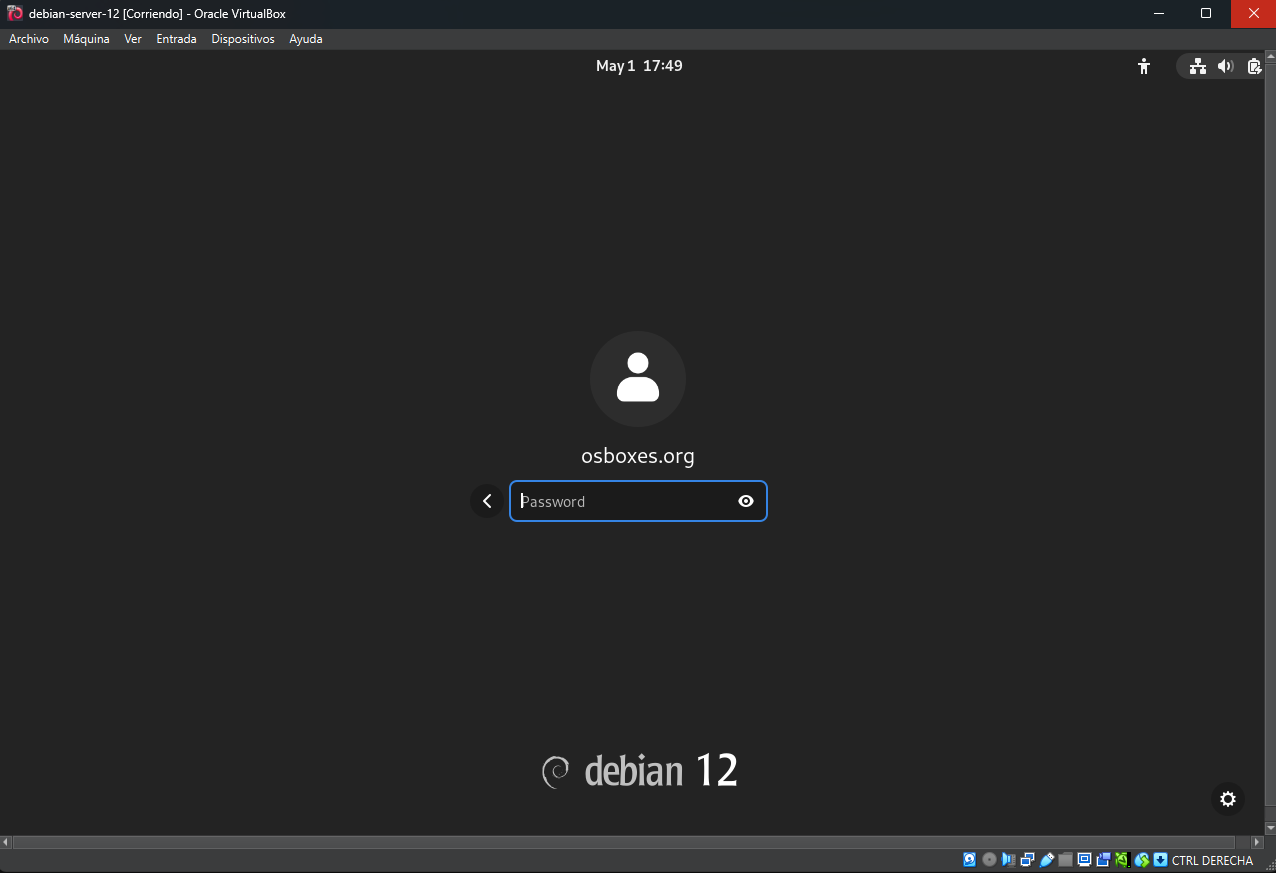 debian-server-12 [Corriendo] - Oracle VirtualBox
Archivo Máquina Ver Entrada Dispositivos Ayuda
May 1 17:49
osboxes.org
Password
debian 12
CTRL DERECHA